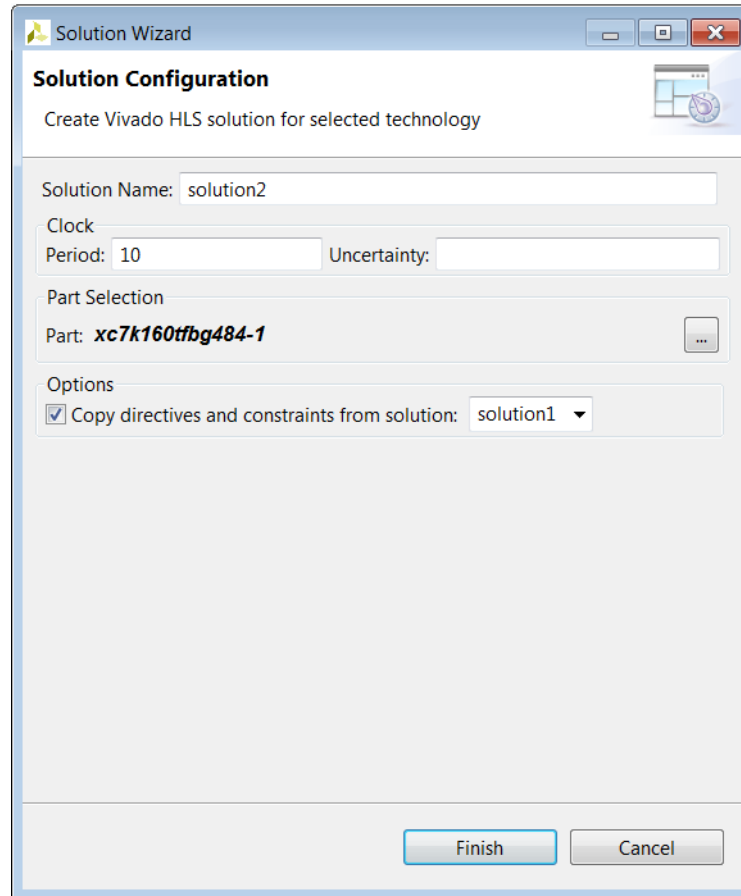 Solution Wizard
Solution Configuration
Create Vivado HLS solution for selected technology
Solution Name: solution2
Clock
Period: 10 Uncertainty:
Part Selection
Part: xc7k160tfbg484-1 ...
Options
Copy directives and constraints from solution: solution1
Finish Cancel